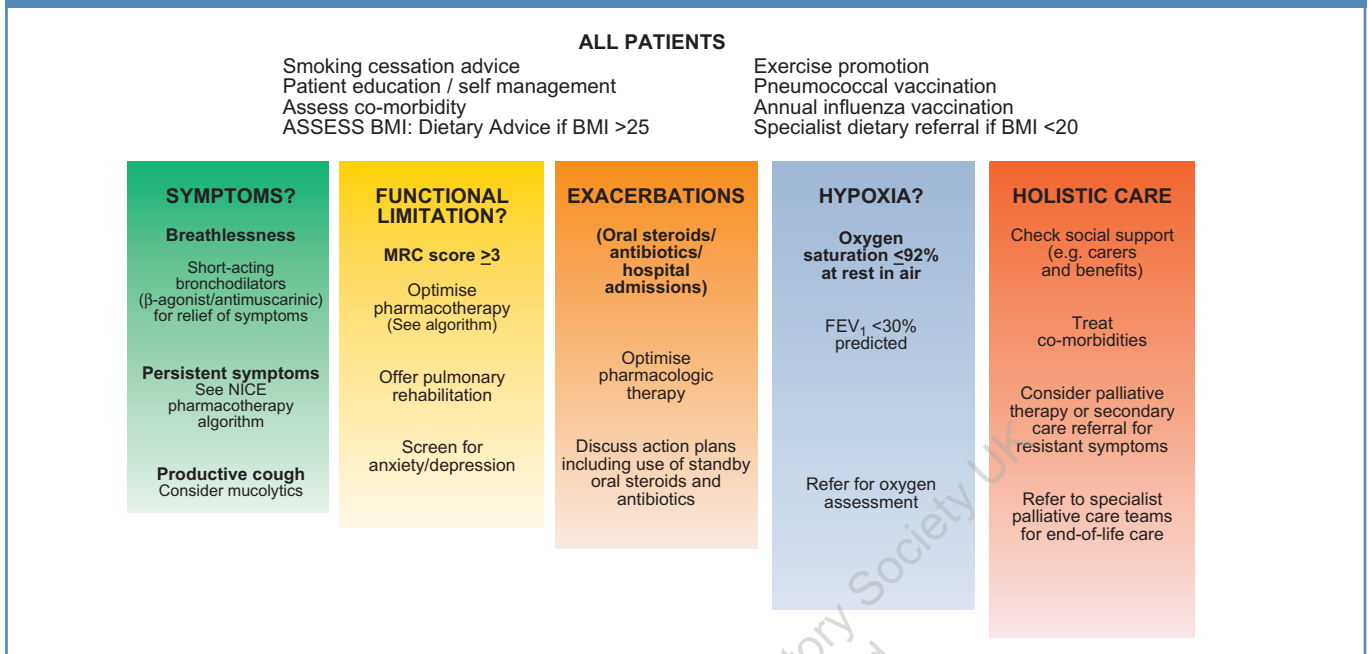 ALL PATIENTS
Smoking cessation advice
Patient education / self management
Assess co-morbidity
ASSESS BMI: Dietary Advice if BMI >25
Exercise promotion
Pneumococcal vaccination
Annual influenza vaccination
Specialist dietary referral if BMI <20
SYMPTOMS?
Breathlessness
Short-acting
bronchodilators
(β-agonist/antimuscarinic)
for relief of symptoms
Persistent symptoms
See NICE
pharmacotherapy
algorithm
Productive cough
Consider mucolytics
FUNCTIONAL
LIMITATION?
MRC score ≥3
Optimise
pharmacotherapy
(See algorithm)
Offer pulmonary
rehabilitation
Screen for
anxiety/depression
EXACERBATIONS
(Oral steroids/
antibiotics/
hospital
admissions)
Optimise
pharmacologic
therapy
Discuss action plans
including use of standby
oral steroids and
antibiotics
HYPOXIA?
Oxygen
saturation ≤92%
at rest in air
FEV₁ <30%
predicted
Refer for oxygen
assessment
HOLISTIC CARE
Check social support
(e.g. carers
and benefits)
Treat
co-morbidities
Consider palliative
therapy or secondary
care referral for
resistant symptoms
Refer to specialist
palliative care teams
for end-of-life care
Society UK